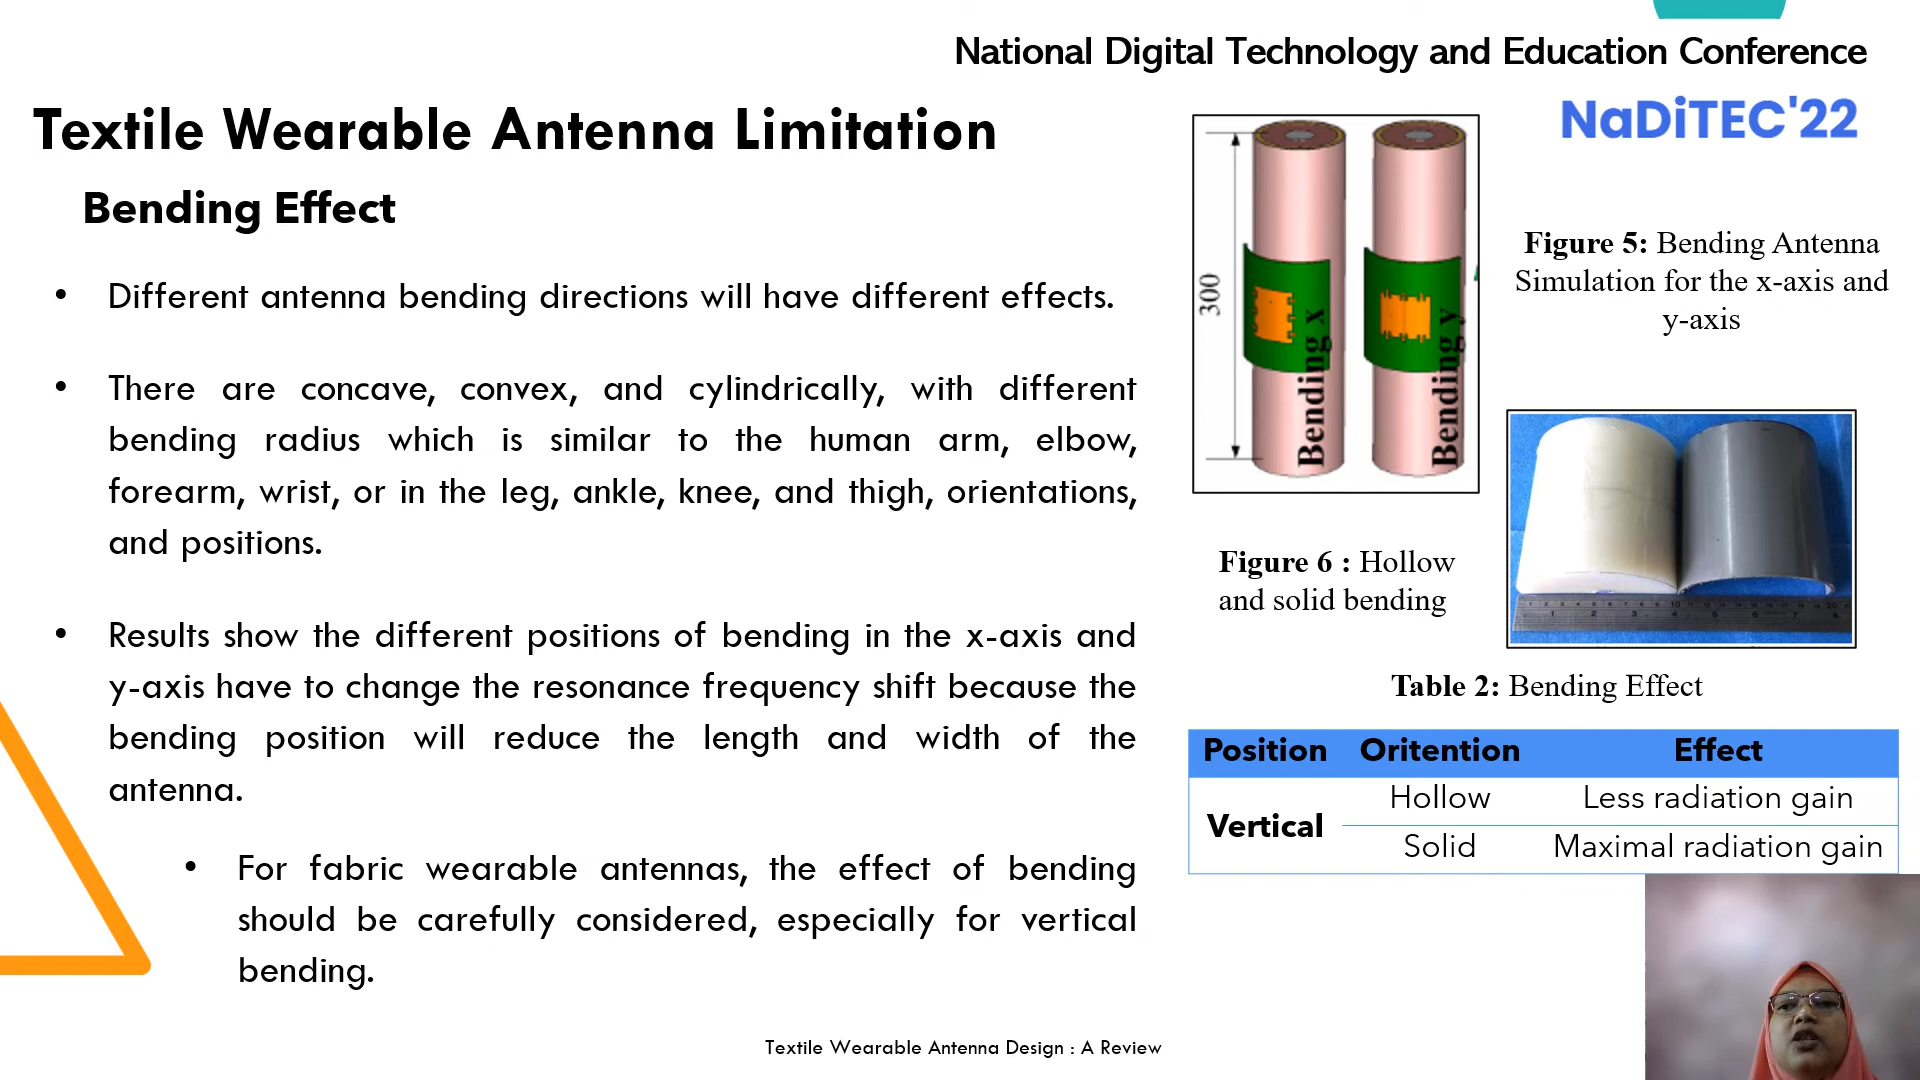 National Digital Technology and Education Conference
NaDiTEC'22
Textile Wearable Antenna Limitation
Bending Effect
• Different antenna bending directions will have different effects.
• There are concave, convex, and cylindrically, with different
bending radius which is similar to the human arm, elbow,
forearm, wrist, or in the leg, ankle, knee, and thigh, orientations,
and positions.
• Results show the different positions of bending in the x-axis and
y-axis have to change the resonance frequency shift because the
bending position will reduce the length and width of the
antenna.
• For fabric wearable antennas, the effect of bending
should be carefully considered, especially for vertical
bending.
300
Bending x
Bending y
Figure 5: Bending Antenna
Simulation for the x-axis and
y-axis
Figure 6 : Hollow
and solid bending
Table 2: Bending Effect
Position Oritention Effect
Vertical
Hollow Less radiation gain
Solid Maximal radiation gain
Textile Wearable Antenna Design : A Review